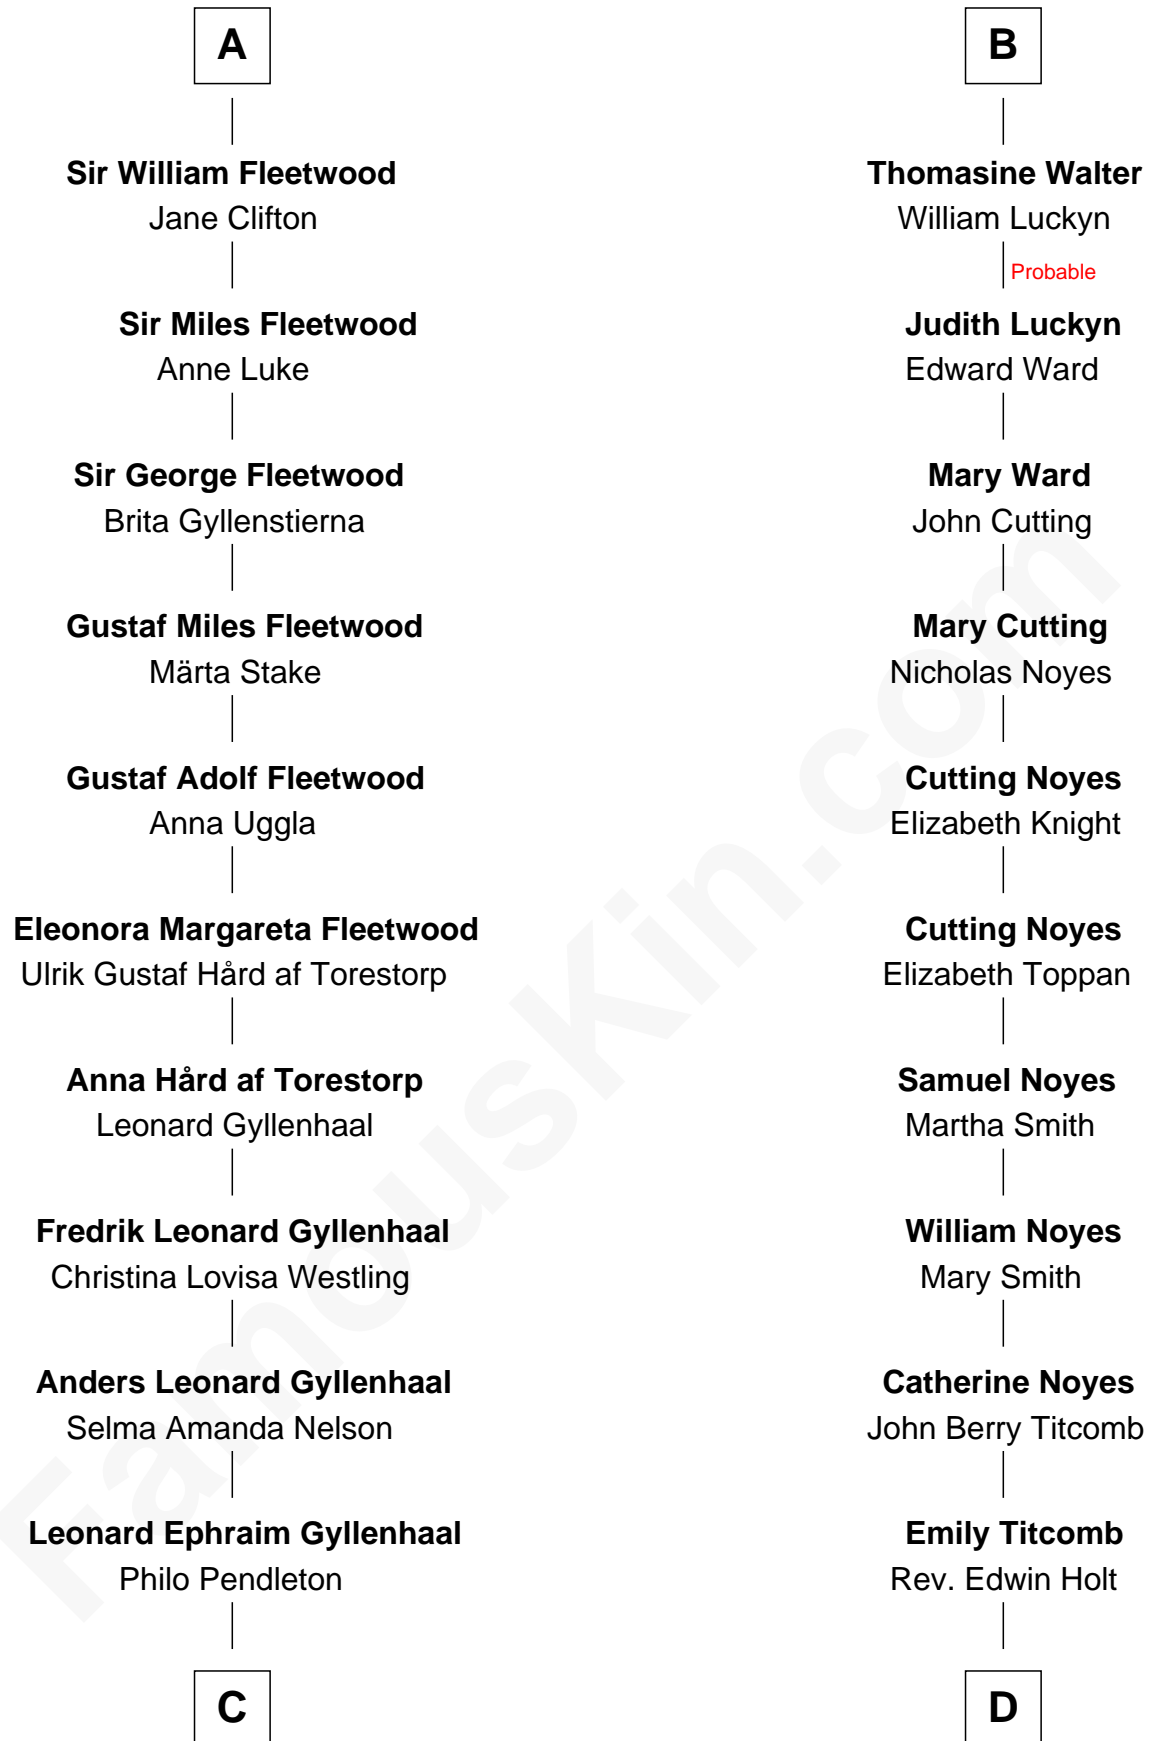 A
Sir William Fleetwood
Jane Clifton
Sir Miles Fleetwood
Anne Luke
Sir George Fleetwood
Brita Gyllenstierna
Gustaf Miles Fleetwood
Märta Stake
Gustaf Adolf Fleetwood
Anna Uggla
Eleonora Margareta Fleetwood
Ulrik Gustaf Hård af Torestorp
Anna Hård af Torestorp
Leonard Gyllenhaal
Fredrik Leonard Gyllenhaal
Christina Lovisa Westling
Anders Leonard Gyllenhaal
Selma Amanda Nelson
Leonard Ephraim Gyllenhaal
Philo Pendleton
C
B
Thomasine Walter
William Luckyn
Probable
Judith Luckyn
Edward Ward
Mary Ward
John Cutting
Mary Cutting
Nicholas Noyes
Cutting Noyes
Elizabeth Knight
Cutting Noyes
Elizabeth Toppan
Samuel Noyes
Martha Smith
William Noyes
Mary Smith
Catherine Noyes
John Berry Titcomb
Emily Titcomb
Rev. Edwin Holt
D
FamousKin.com